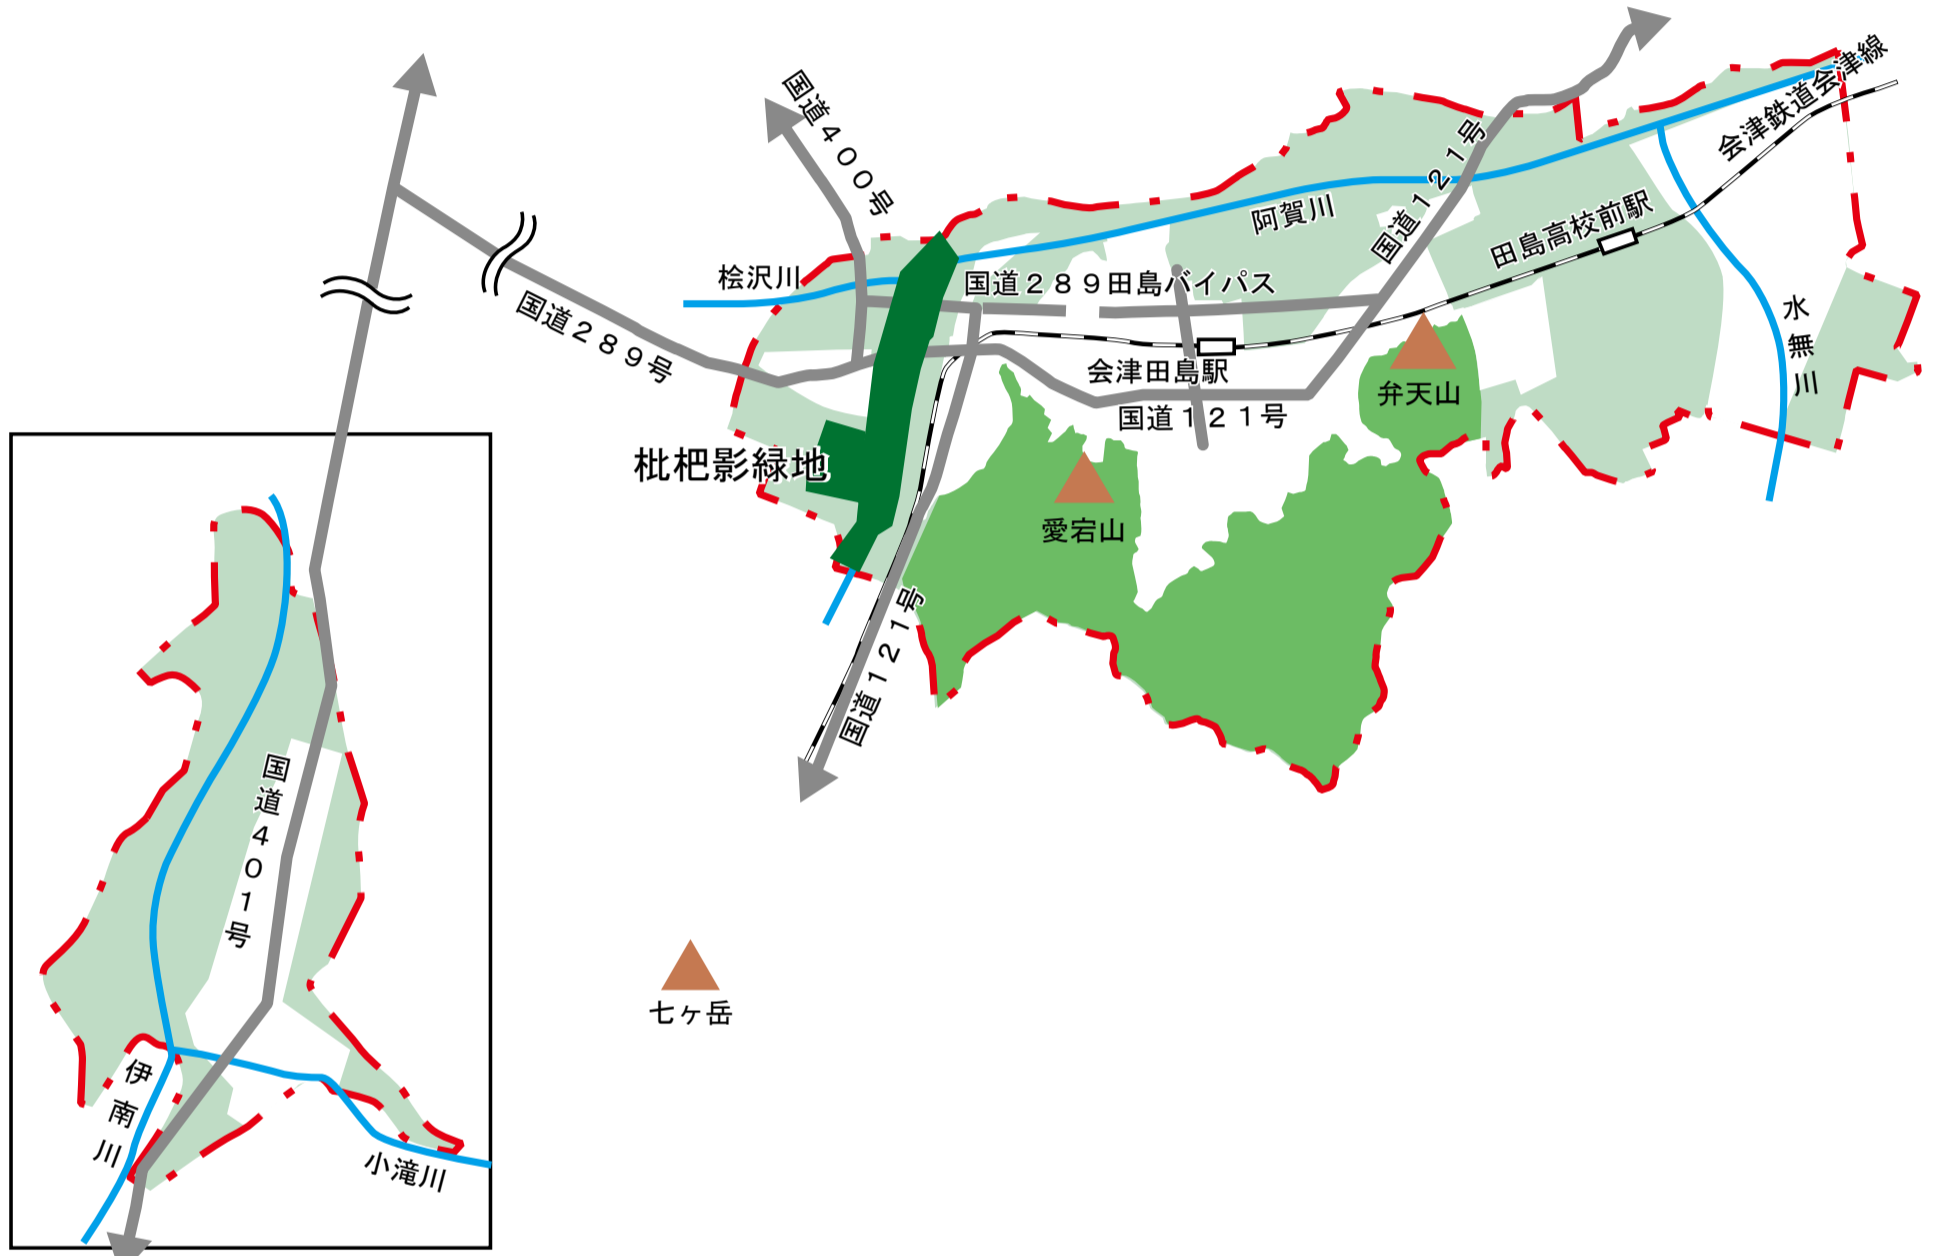 会津鉄道会津線
国道４００号
国道１２１号
阿賀川
田島高校前駅
桧沢川
国道２８９田島バイパス
国道２８９号
水無川
会津田島駅
国道１２１号
弁天山
枇杷影緑地
愛宕山
国道１２１号
国道４０１号
七ヶ岳
伊南川
小滝川